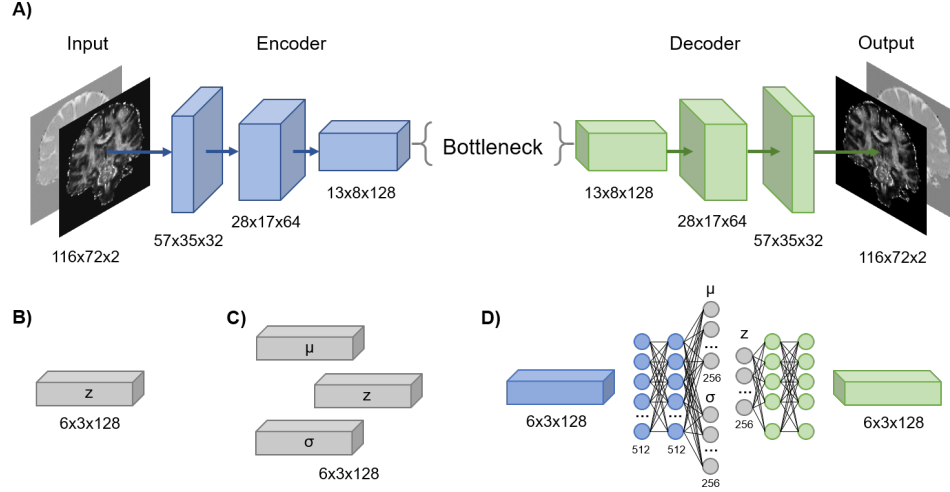 A)
Input
Encoder
Decoder
Output
Bottleneck
13x8x128
13x8x128
28x17x64
28x17x64
57x35x32
57x35x32
116x72x2
116x72x2
B)
z
6x3x128
C)
μ
z
σ
6x3x128
D)
6x3x128
...
512
...
512
μ
...
256
σ
...
256
z
...
256
...
...
6x3x128